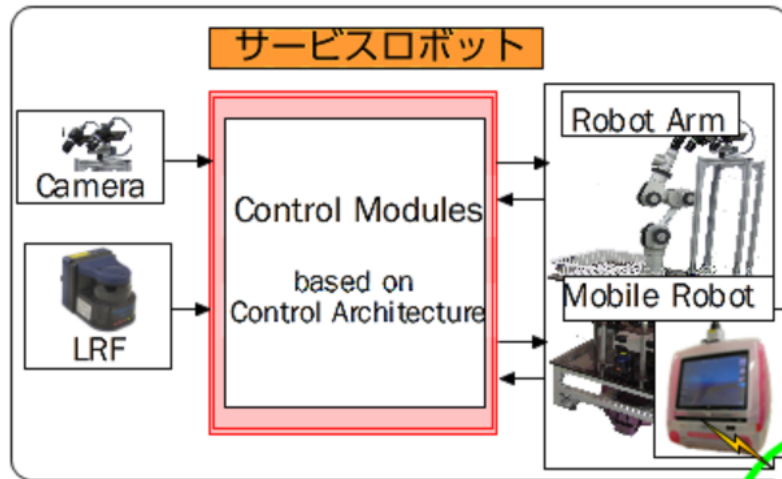 サービスロボット
Camera
LRF
Control Modules
based on
Control Architecture
Robot Arm
Mobile Robot